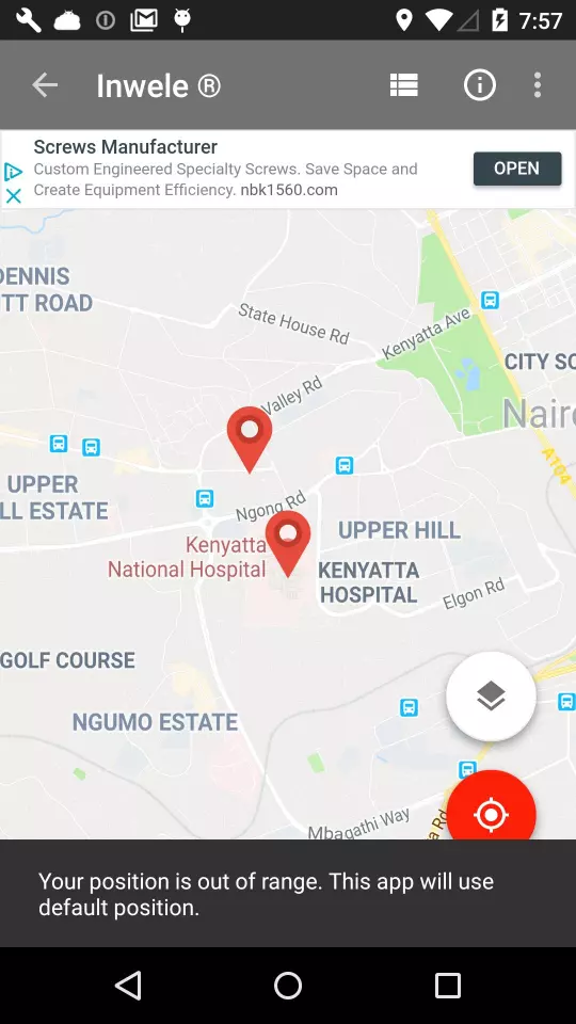 7:57
Inwele ®
Screws Manufacturer
Custom Engineered Specialty Screws. Save Space and
Create Equipment Efficiency. nbk1560.com
OPEN
DENNIS
TT ROAD
State House Rd
Kenyatta Ave
CITY SQ
Valley Rd
Nairo
A104
UPPER
LL ESTATE
Ngong Rd
UPPER HILL
Kenyatta
National Hospital
KENYATTA
HOSPITAL
Elgon Rd
GOLF COURSE
NGUMO ESTATE
Mbagathi Way
a Rd
Your position is out of range. This app will use
default position.